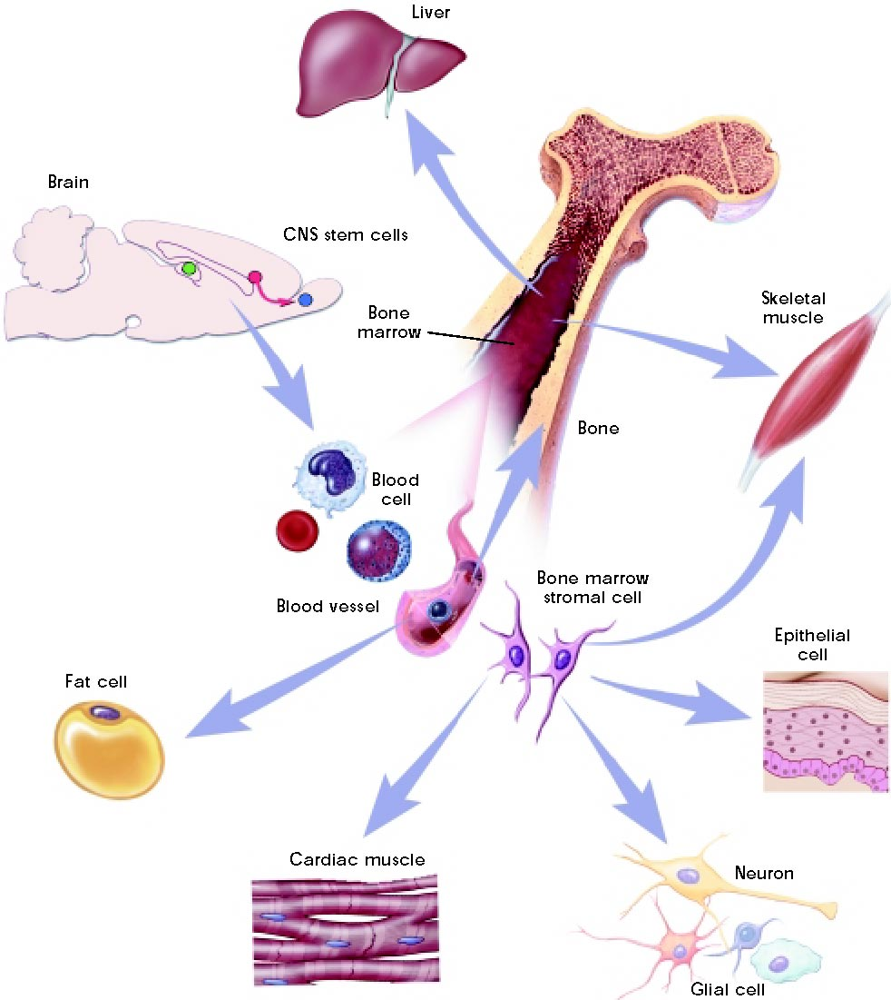 Liver
Brain
CNS stem cells
Bone
marrow
Skeletal
muscle
Bone
Blood
cell
Bone marrow
stromal cell
Blood vessel
Epithelial
cell
Fat cell
Cardiac muscle
Neuron
Glial cell